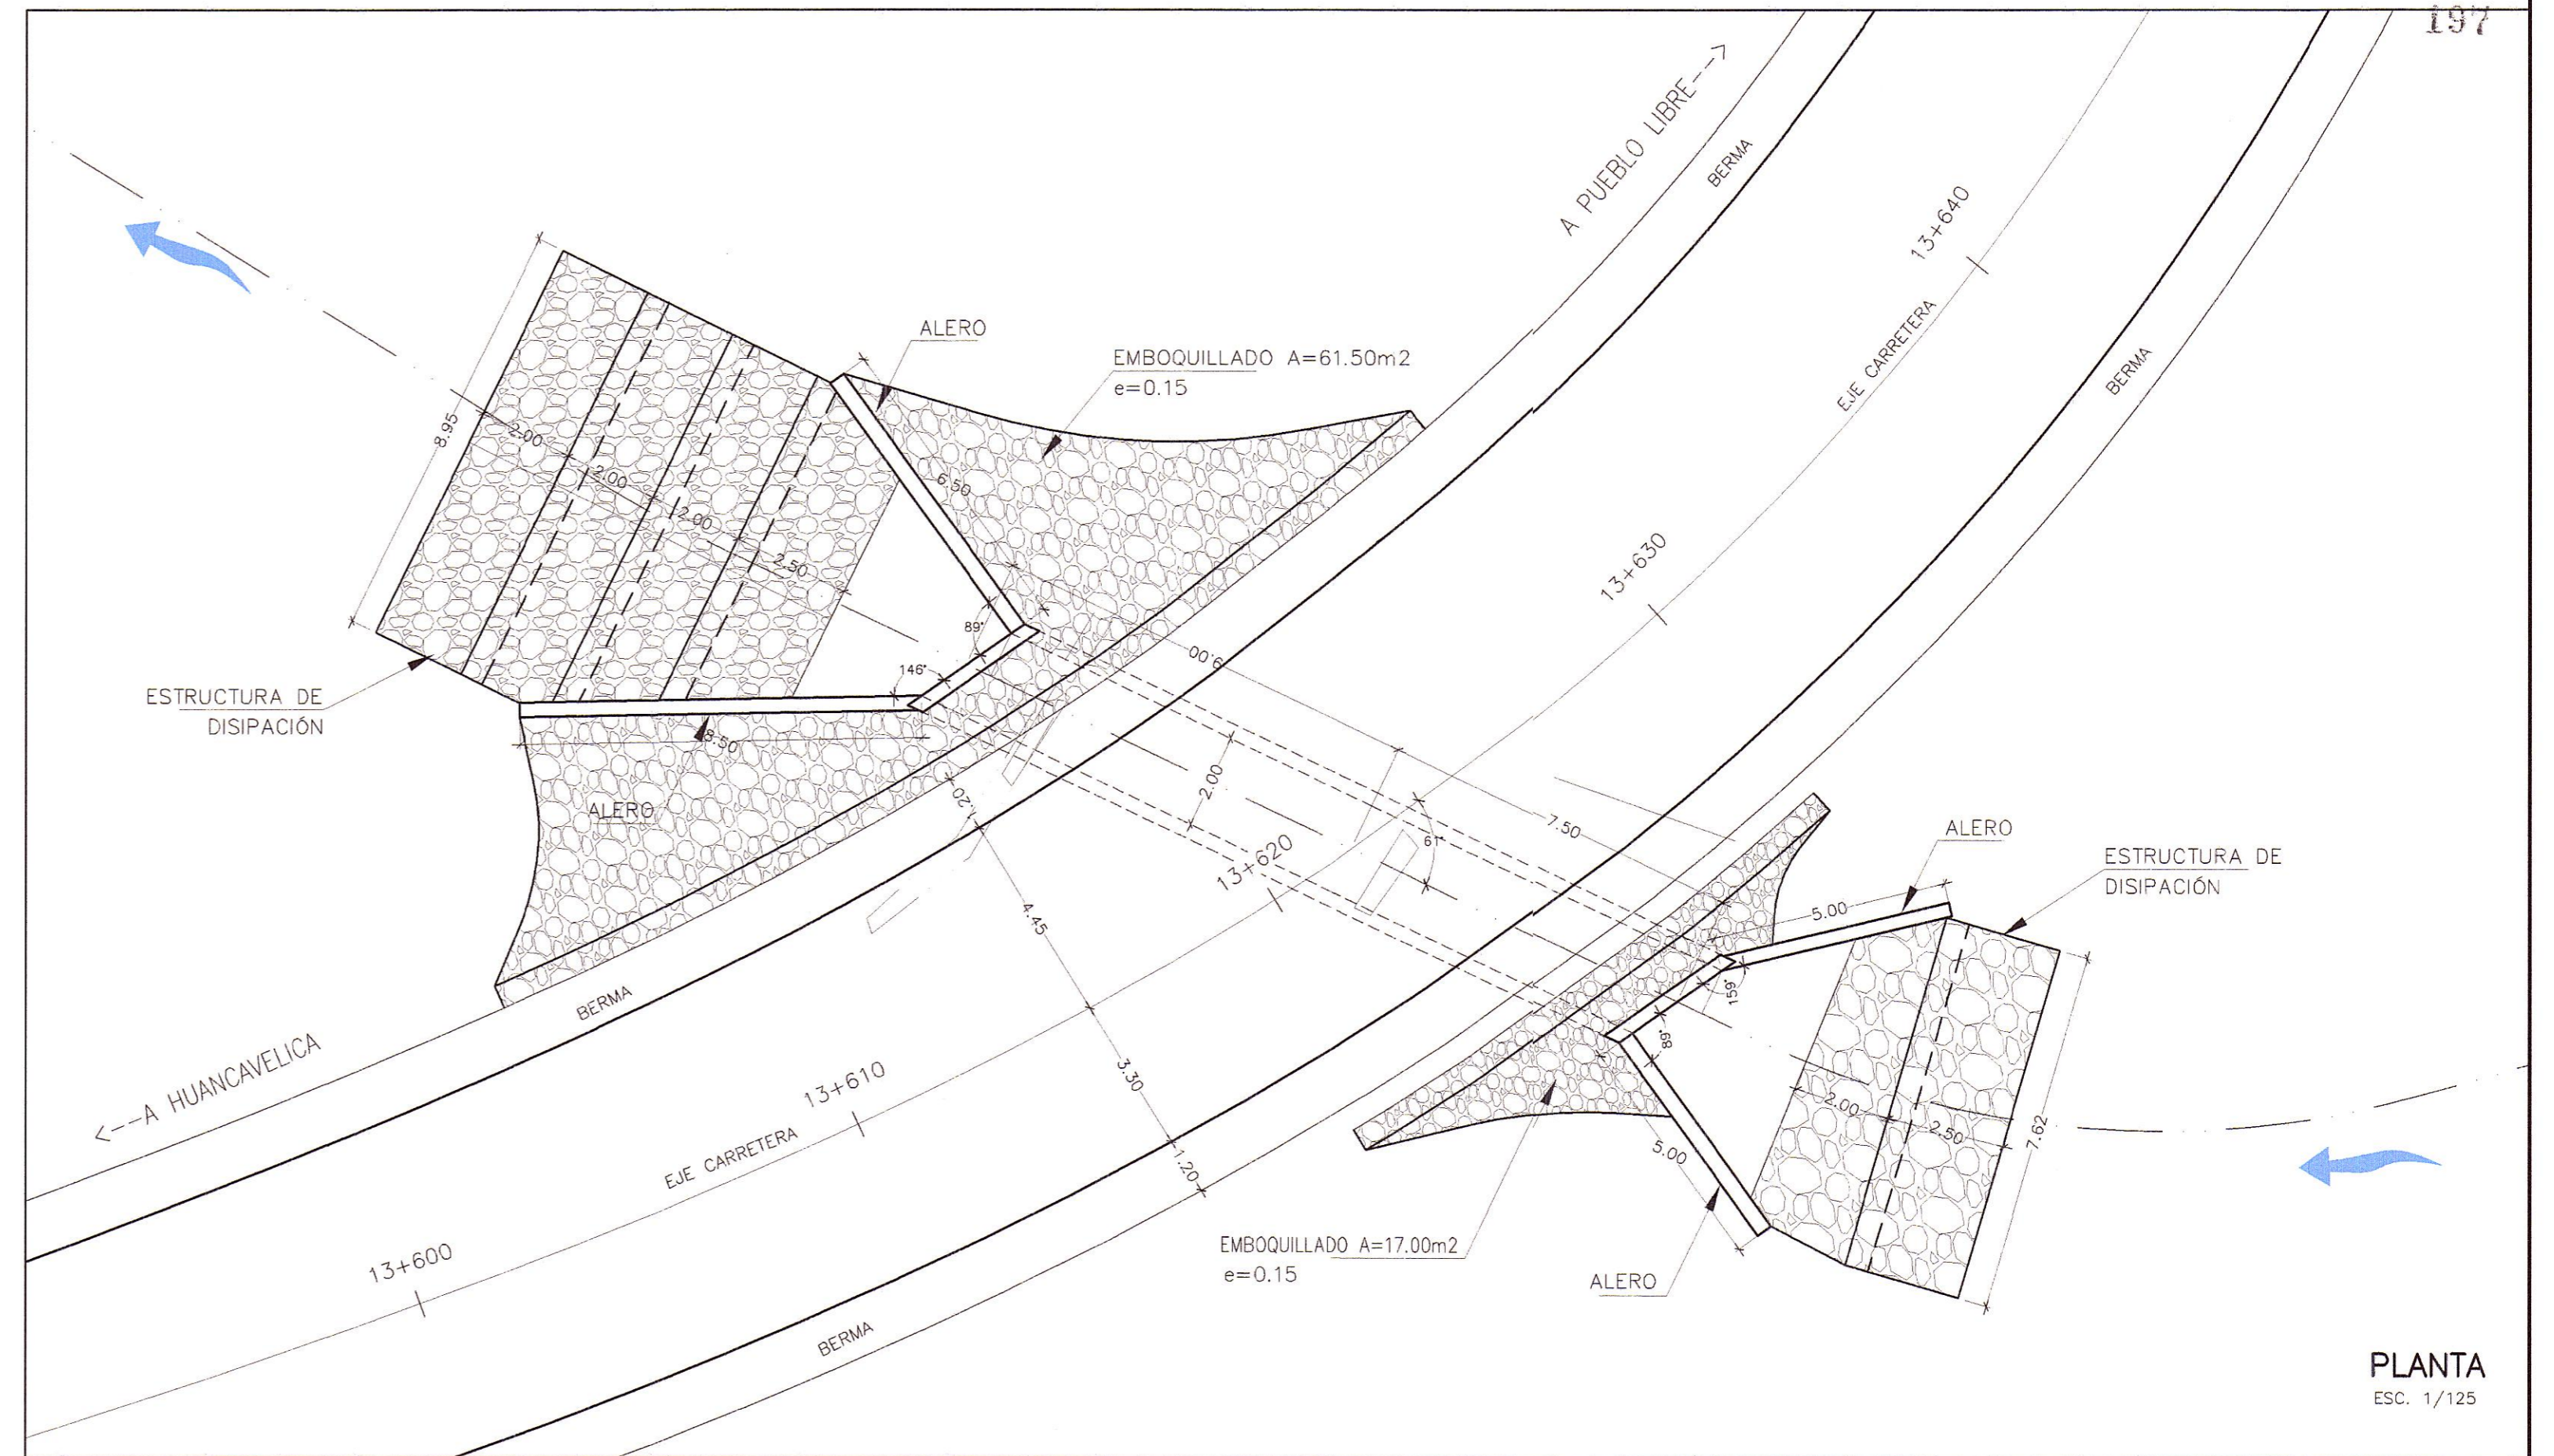 197
A PUEBLO LIBRE--->
BERMA
13+640
EJE CARRETERA
BERMA
ALERO
EMBOQUILLADO A=61.50m2
e=0.15
8.95
2.00
2.00
2.00
2.50
6.50
89°
146°
9.00
13+630
ESTRUCTURA DE
DISIPACIÓN
8.50
ALERO
1.20
2.00
4.45
13+620
61°
7.50
ALERO
5.00
ESTRUCTURA DE
DISIPACIÓN
159°
89°
2.00
2.50
7.62
5.00
BERMA
<---A HUANCAVELICA
13+610
EJE CARRETERA
3.30
1.20
13+600
BERMA
EMBOQUILLADO A=17.00m2
e=0.15
ALERO
PLANTA
ESC. 1/125